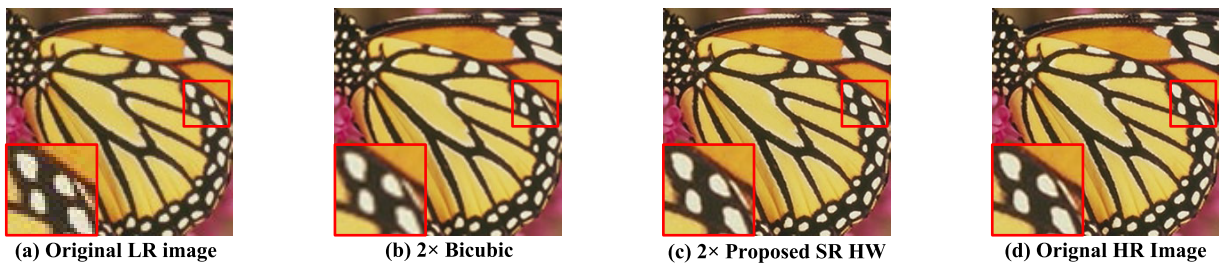 (a) Original LR image
(b) 2× Bicubic
(c) 2× Proposed SR HW
(d) Orignal HR Image